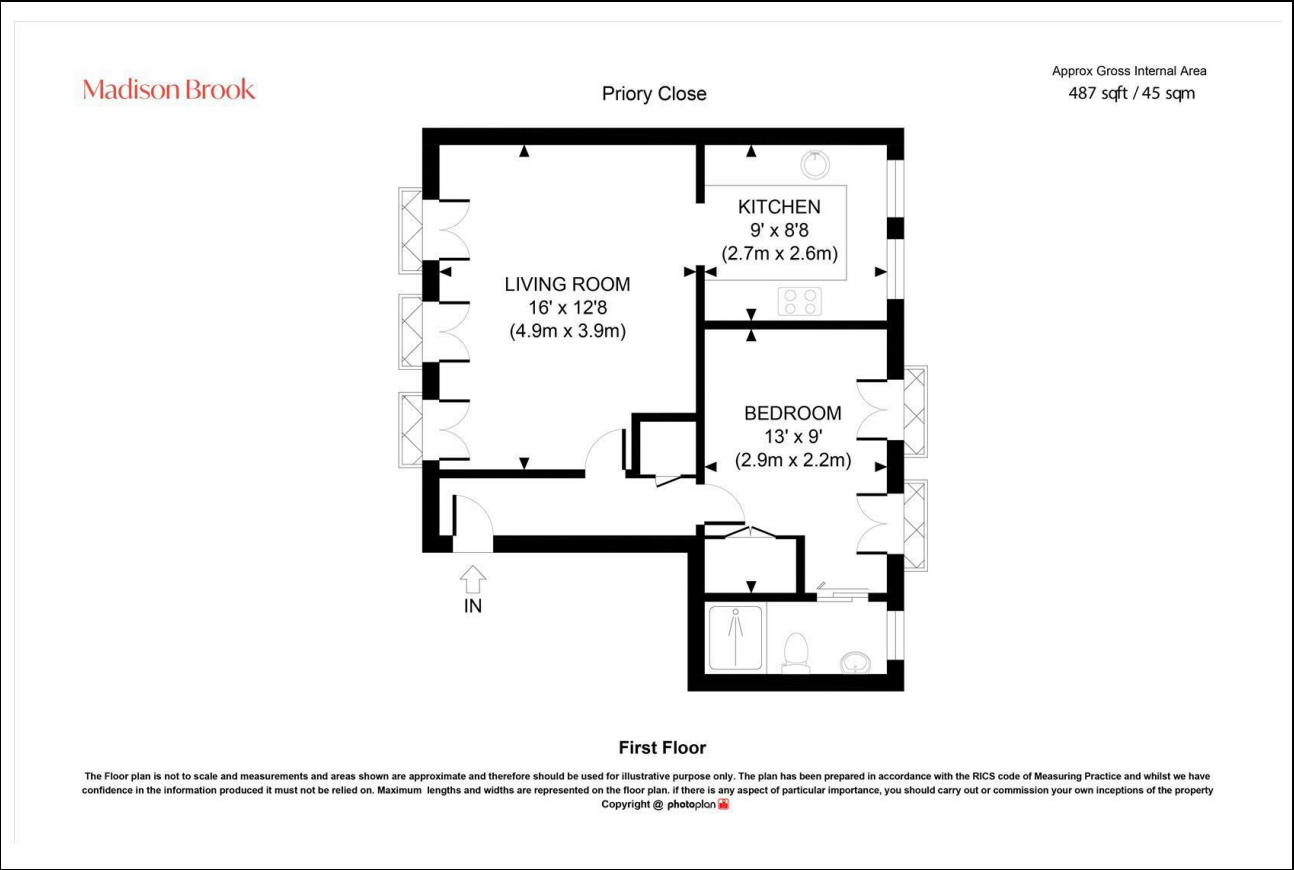 Madison Brook
Priory Close
Approx Gross Internal Area
487 sqft / 45 sqm
KITCHEN
9' x 8'8
(2.7m x 2.6m)
LIVING ROOM
16' x 12'8
(4.9m x 3.9m)
BEDROOM
13' x 9'
(2.9m x 2.2m)
IN
First Floor
The Floor plan is not to scale and measurements and areas shown are approximate and therefore should be used for illustrative purpose only. The plan has been prepared in accordance with the RICS code of Measuring Practice and whilst we have
confidence in the information produced it must not be relied on. Maximum lengths and widths are represented on the floor plan. if there is any aspect of particular importance, you should carry out or commission your own inceptions of the property
Copyright @ photoplan